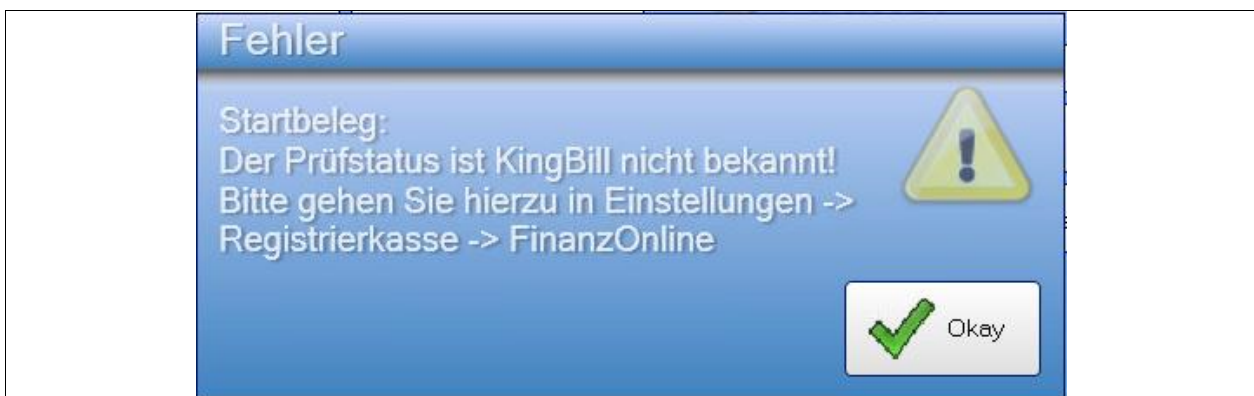 Fehler
Startbeleg:
Der Prüfstatus ist KingBill nicht bekannt!
Bitte gehen Sie hierzu in Einstellungen ->
Registrierkasse -> FinanzOnline
Okay